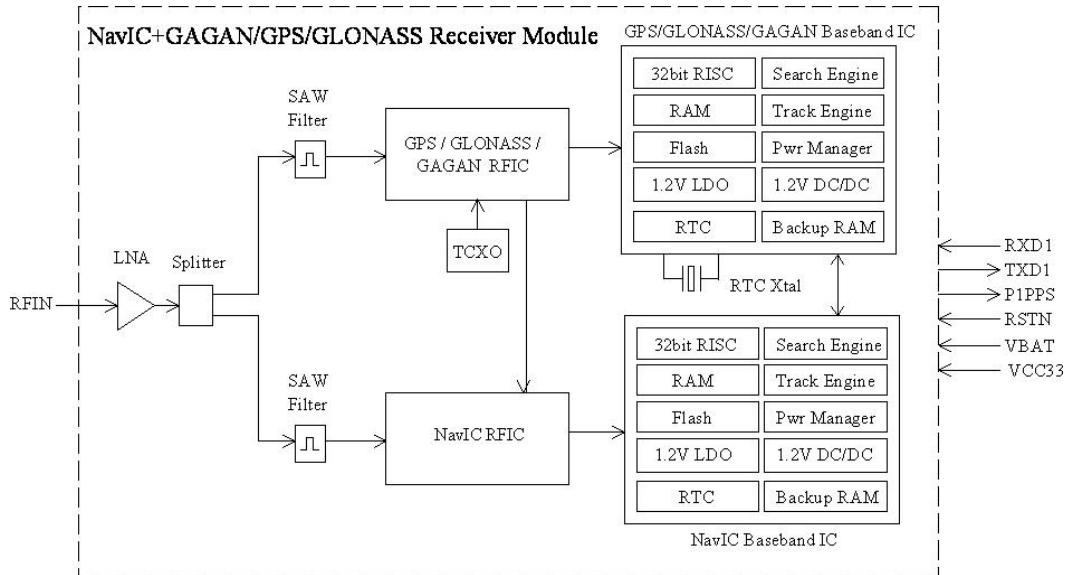 NavIC+GAGAN/GPS/GLONASS Receiver Module
GPS/GLONASS/GAGAN Baseband IC
32bit RISC
Search Engine
RAM
Track Engine
Flash
Pwr Manager
1.2V LDO
1.2V DC/DC
RTC
Backup RAM
SAW
Filter
GPS / GLONASS /
GAGAN RFIC
TCXO
RTC Xtal
LNA
Splitter
RFIN
RXD1
TXD1
P1PPS
RSTN
VBAT
VCC33
SAW
Filter
NavIC RFIC
32bit RISC
Search Engine
RAM
Track Engine
Flash
Pwr Manager
1.2V LDO
1.2V DC/DC
RTC
Backup RAM
NavIC Baseband IC